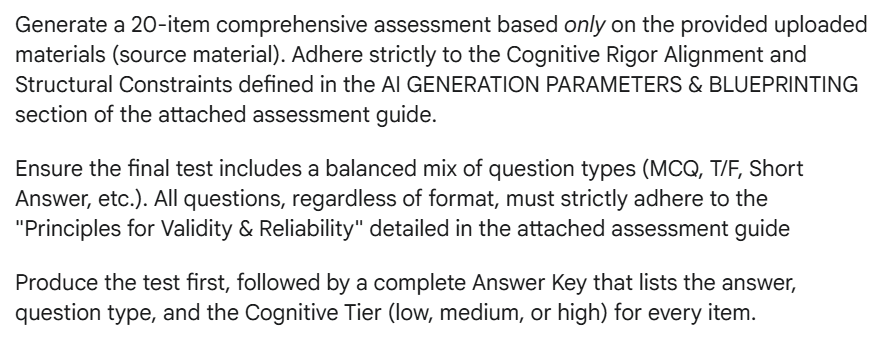 Generate a 20-item comprehensive assessment based only on the provided uploaded
materials (source material). Adhere strictly to the Cognitive Rigor Alignment and
Structural Constraints defined in the AI GENERATION PARAMETERS & BLUEPRINTING
section of the attached assessment guide.
Ensure the final test includes a balanced mix of question types (MCQ, T/F, Short
Answer, etc.). All questions, regardless of format, must strictly adhere to the
"Principles for Validity & Reliability" detailed in the attached assessment guide
Produce the test first, followed by a complete Answer Key that lists the answer,
question type, and the Cognitive Tier (low, medium, or high) for every item.